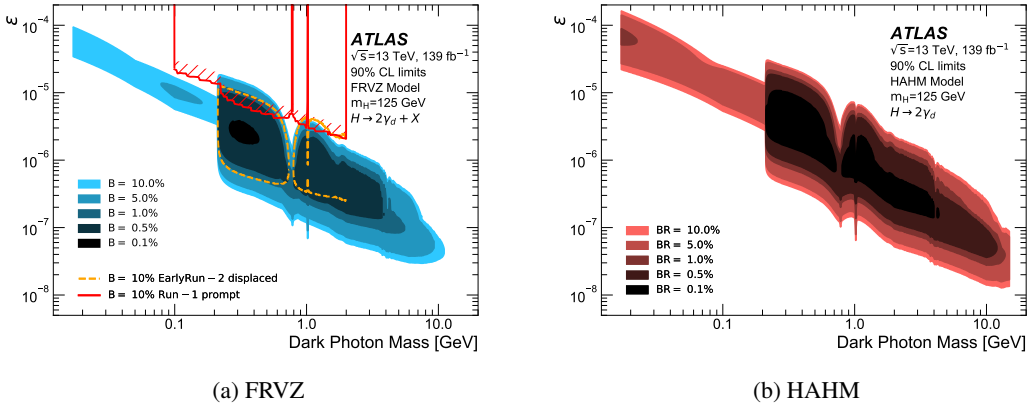 ε
10⁻⁴
10⁻⁵
10⁻⁶
10⁻⁷
10⁻⁸
ATLAS
√s=13 TeV, 139 fb⁻¹
90% CL limits
FRVZ Model
m_H=125 GeV
H→2γ_d + X
B = 10.0%
B = 5.0%
B = 1.0%
B = 0.5%
B = 0.1%
B = 10% EarlyRun − 2 displaced
B = 10% Run − 1 prompt
0.1 1.0 10.0
Dark Photon Mass [GeV]
(a) FRVZ
ε
10⁻⁴
10⁻⁵
10⁻⁶
10⁻⁷
10⁻⁸
ATLAS
√s=13 TeV, 139 fb⁻¹
90% CL limits
HAHM Model
m_H=125 GeV
H→2γ_d
BR = 10.0%
BR = 5.0%
BR = 1.0%
BR = 0.5%
BR = 0.1%
0.1 1.0 10.0
Dark Photon Mass [GeV]
(b) HAHM